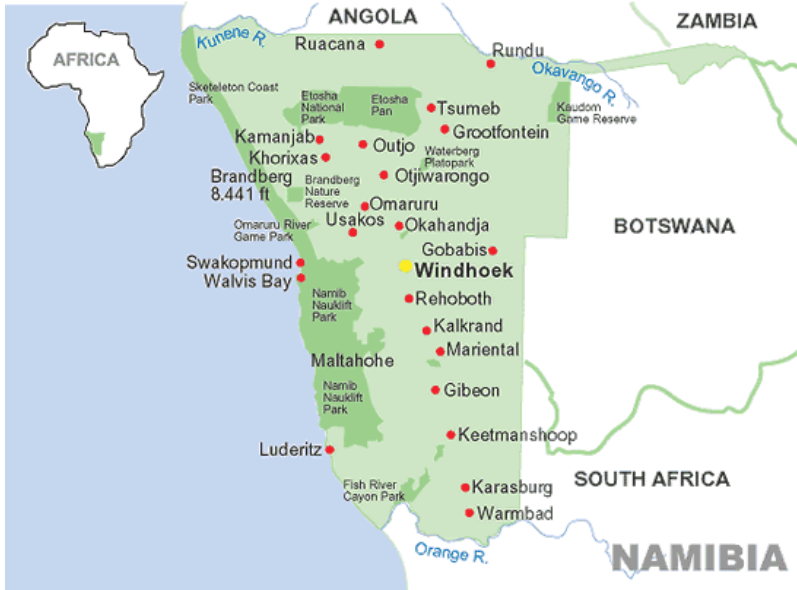 ANGOLA
ZAMBIA
AFRICA
Kunene R.
Ruacana
Rundu
Okavango R.
Sketeleton Coast
Park
Etosha
National
Park
Etosha
Pan
Tsumeb
Kaudom
Game Reserve
Grootfontein
Kamanjab
Outjo
Waterberg
Platopark
Khorixas
Otjiwarongo
Brandberg
8.441 ft
Brandberg
Nature
Reserve
Omaruru
Usakos
Okahandja
Omaruru River
Game Park
BOTSWANA
Gobabis
Swakopmund
Windhoek
Walvis Bay
Namib
Nauklift
Park
Rehoboth
Kalkrand
Mariental
Maltahohe
Namib
Nauklift
Park
Gibeon
Keetmanshoop
Luderitz
SOUTH AFRICA
Fish River
Cayon Park
Karasburg
Warmbad
Orange R.
NAMIBIA